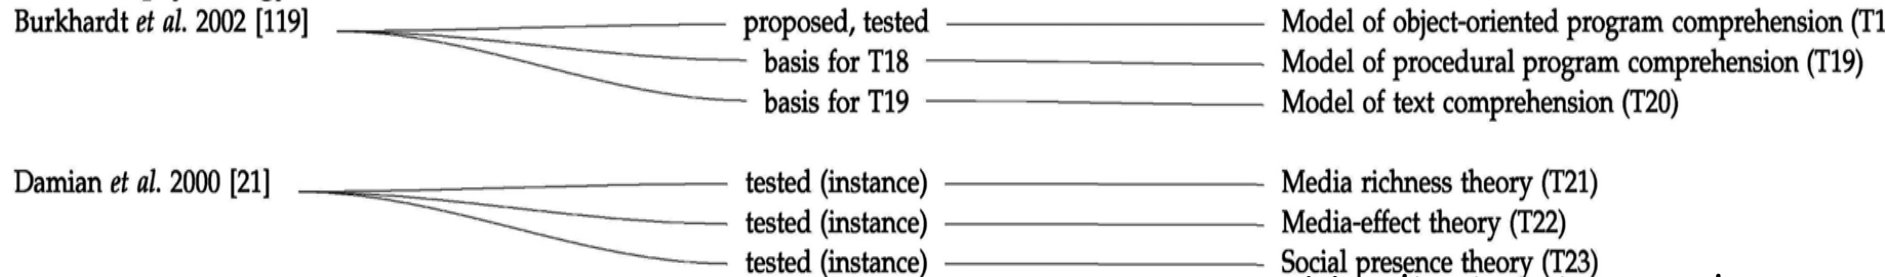 Burkhardt et al. 2002 [119] proposed, tested Model of object-oriented program comprehension (T1
basis for T18 Model of procedural program comprehension (T19)
basis for T19 Model of text comprehension (T20)
Damian et al. 2000 [21] tested (instance) Media richness theory (T21)
tested (instance) Media-effect theory (T22)
tested (instance) Social presence theory (T23)